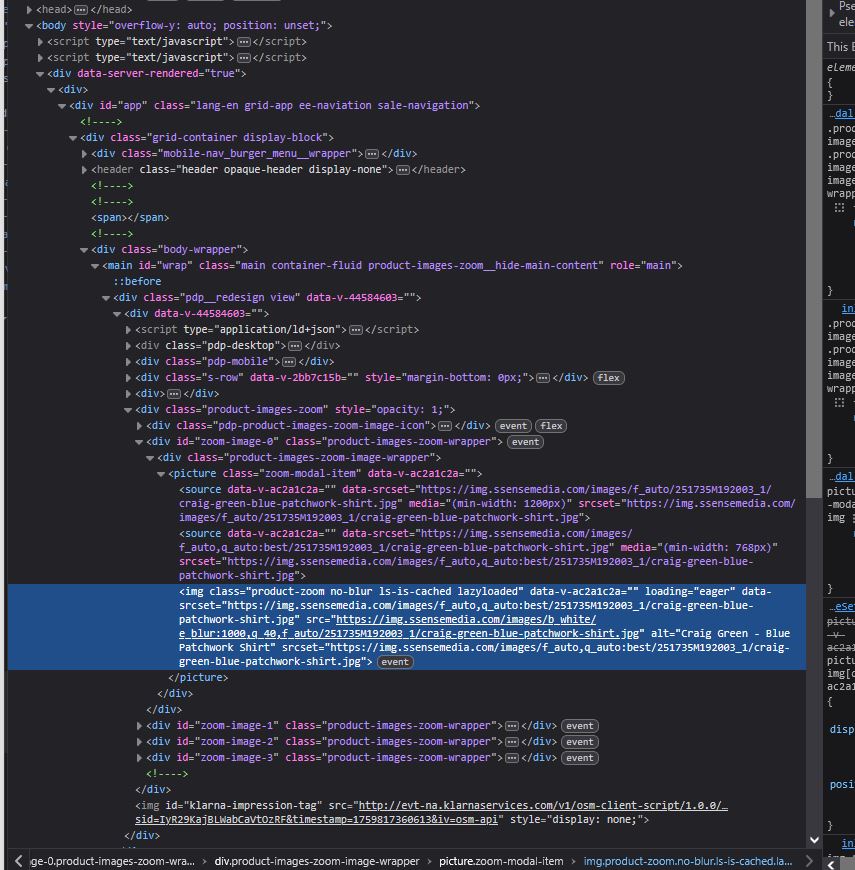 <head> ... </head>
<body style="overflow-y: auto; position: unset;">
<script type="text/javascript"> ... </script>
<script type="text/javascript"> ... </script>
<div data-server-rendered="true">
<div>
<div id="app" class="lang-en grid-app ee-naviation sale-navigation">
<!---->
<div class="grid-container display-block">
<div class="mobile-nav_burger_menu__wrapper"> ... </div>
<header class="header opaque-header display-none"> ... </header>
<!---->
<!---->
<span></span>
<!---->
<div class="body-wrapper">
<main id="wrap" class="main container-fluid product-images-zoom__hide-main-content" role="main">
::before
<div class="pdp__redesign view" data-v-44584603="">
<div data-v-44584603="">
<script type="application/ld+json"> ... </script>
<div class="pdp-desktop"> ... </div>
<div class="pdp-mobile"> ... </div>
<div class="s-row" data-v-2bb7c15b="" style="margin-bottom: 0px;"> ... </div> flex
<div> ... </div>
<div class="product-images-zoom" style="opacity: 1;">
<div class="pdp-product-images-zoom-image-icon"> ... </div> event flex
<div id="zoom-image-0" class="product-images-zoom-wrapper"> event
<div class="product-images-zoom-image-wrapper">
<picture class="zoom-modal-item" data-v-ac2a1c2a="">
<source data-v-ac2a1c2a="" data-srcset="https://img.ssensemedia.com/images/f_auto/251735M192003_1/
craig-green-blue-patchwork-shirt.jpg" media="(min-width: 1200px)" srcset="https://img.ssensemedia.com/
images/f_auto/251735M192003_1/craig-green-blue-patchwork-shirt.jpg">
<source data-v-ac2a1c2a="" data-srcset="https://img.ssensemedia.com/images/
f_auto,q_auto:best/251735M192003_1/craig-green-blue-patchwork-shirt.jpg" media="(min-width: 768px)"
srcset="https://img.ssensemedia.com/images/f_auto,q_auto:best/251735M192003_1/craig-green-blue-
patchwork-shirt.jpg">
<img class="product-zoom no-blur ls-is-cached lazyloaded" data-v-ac2a1c2a="" loading="eager" data-
srcset="https://img.ssensemedia.com/images/f_auto,q_auto:best/251735M192003_1/craig-green-blue-
patchwork-shirt.jpg" src="https://img.ssensemedia.com/images/b_white/
e_blur:1000,q_40,f_auto/251735M192003_1/craig-green-blue-patchwork-shirt.jpg" alt="Craig Green - Blue
Patchwork Shirt" srcset="https://img.ssensemedia.com/images/f_auto,q_auto:best/251735M192003_1/craig-
green-blue-patchwork-shirt.jpg"> event
</picture>
</div>
</div>
<div id="zoom-image-1" class="product-images-zoom-wrapper"> ... </div> event
<div id="zoom-image-2" class="product-images-zoom-wrapper"> ... </div> event
<div id="zoom-image-3" class="product-images-zoom-wrapper"> ... </div> event
<!---->
</div>
<img id="klarna-impression-tag" src="http://evt-na.klarnaservices.com/v1/osm-client-script/1.0.0/…
sid=IyR29KajBLWabCaVtOzRF&timestamp=1759817360613&iv=osm-api" style="display: none;">
</div>
ge-0.product-images-zoom-wra… > div.product-images-zoom-image-wrapper > picture.zoom-modal-item > img.product-zoom.no-blur.ls-is-cached.la…
Pse
ele
This E
eleme
{
}
…dal
.prod
image
.prod
image
image
wrapp
}
ini
.prod
image
.prod
image
image
wrapp
}
…dal
pictu
-moda
img
}
…eSet
pictu
-v-
ac2a1
pictu
img[d
ac2a1
{
disp
posit
}
ini